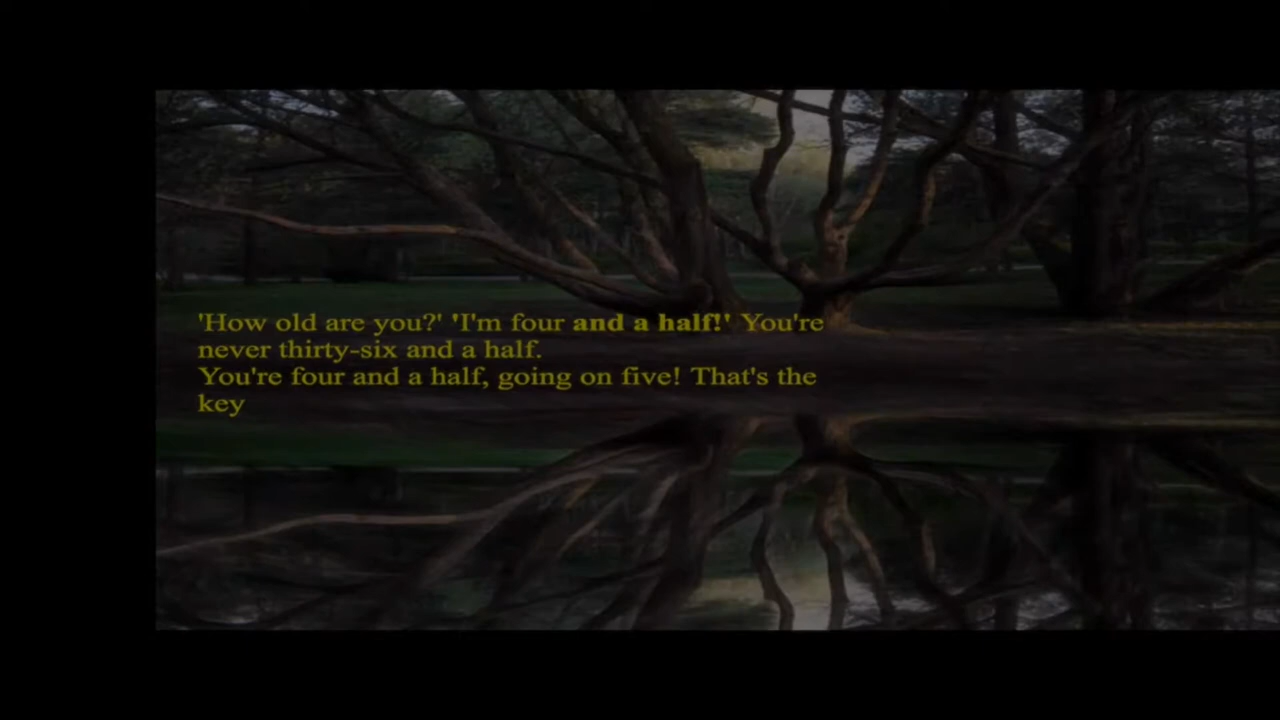 'How old are you?' 'I'm four and a half!' You're
never thirty-six and a half.
You're four and a half, going on five! That's the
key